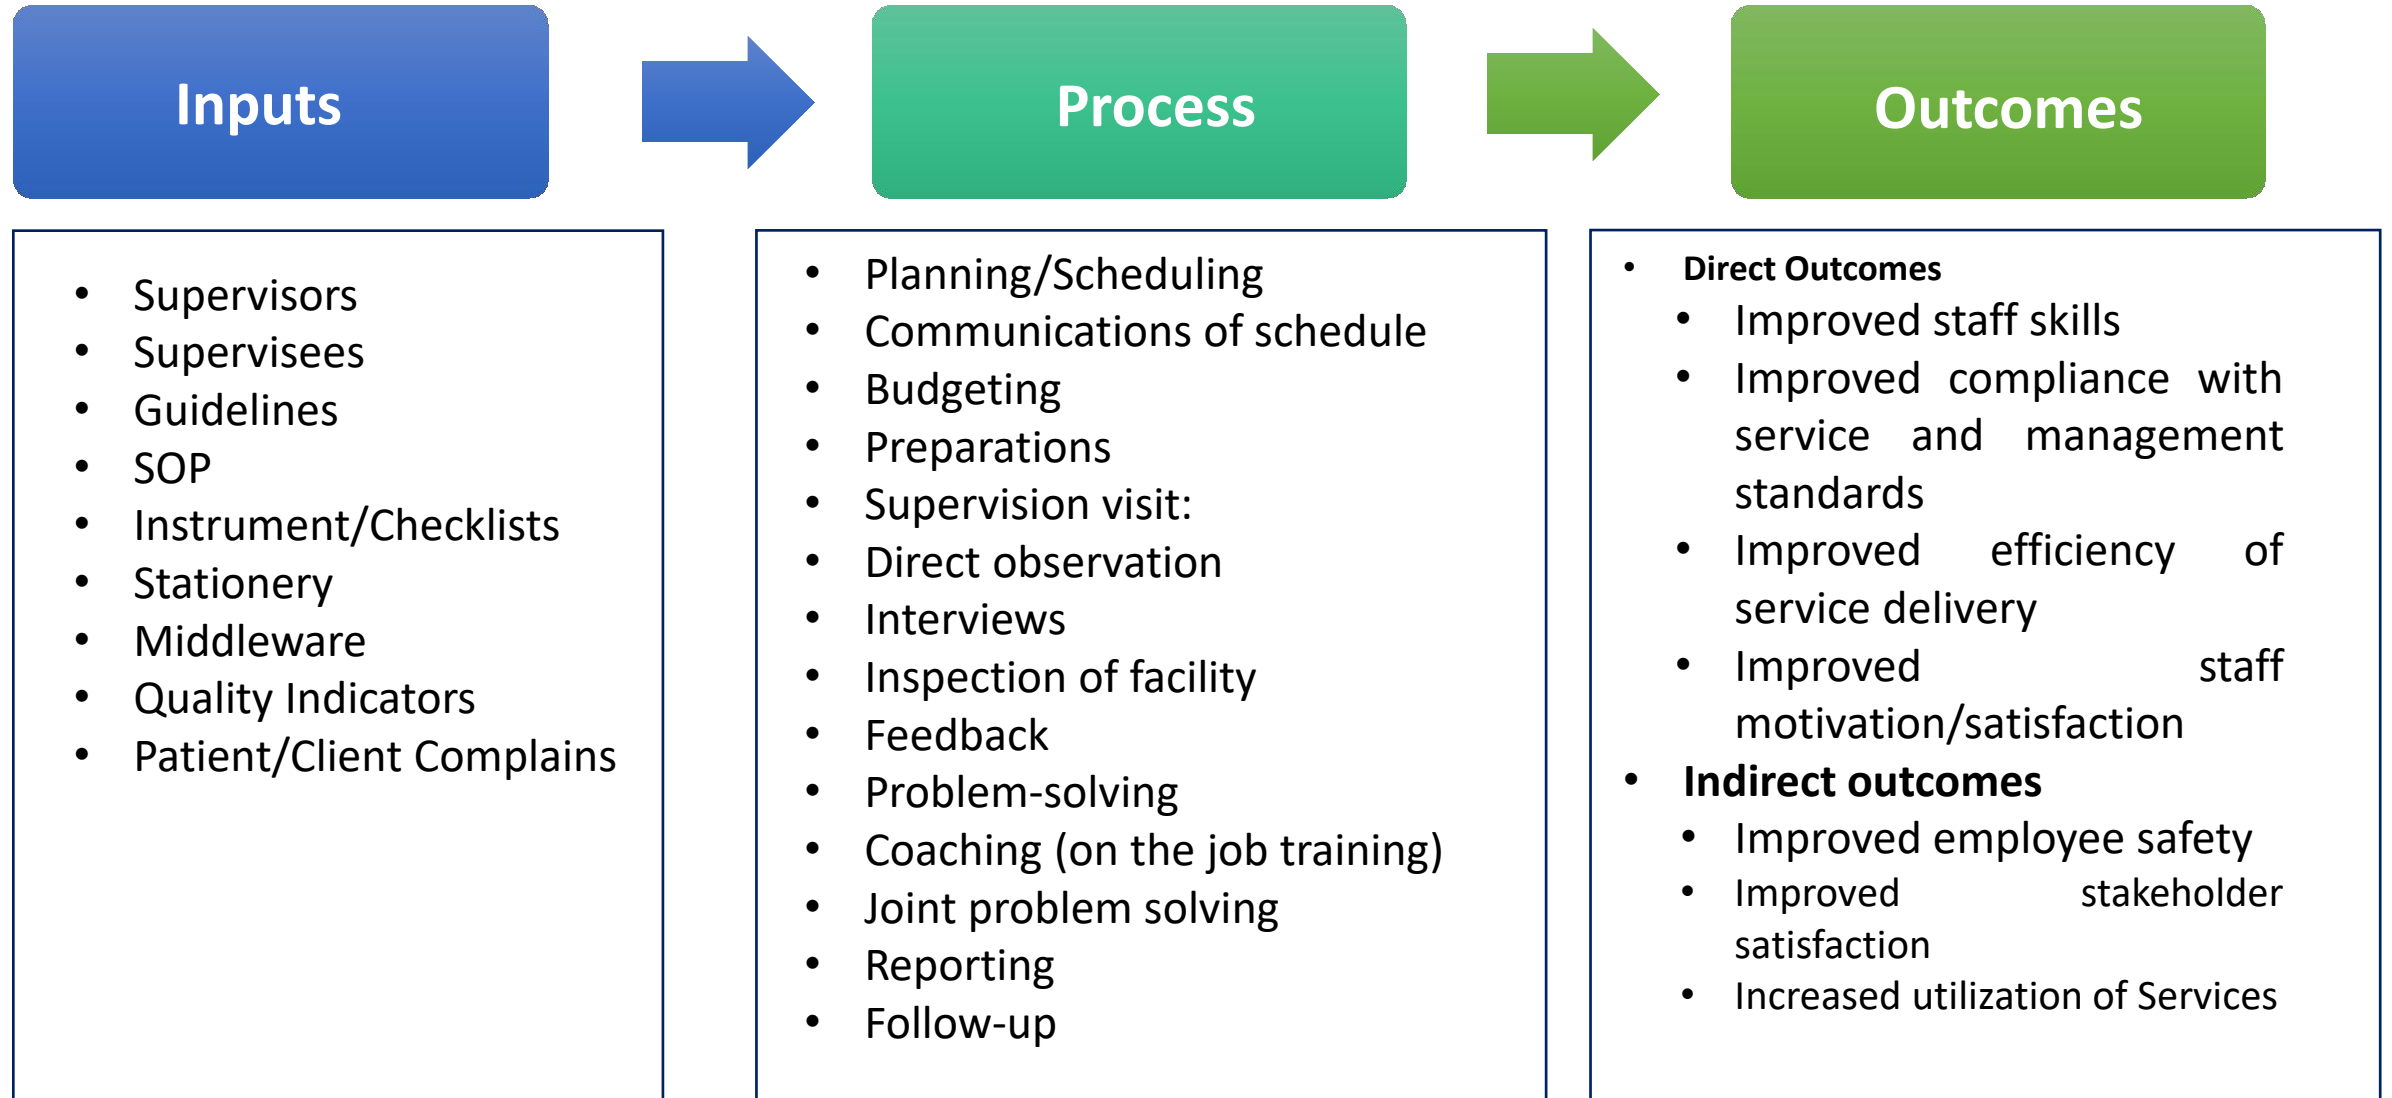 Inputs
Process
Outcomes
• Supervisors
• Supervisees
• Guidelines
• SOP
• Instrument/Checklists
• Stationery
• Middleware
• Quality Indicators
• Patient/Client Complains
• Planning/Scheduling
• Communications of schedule
• Budgeting
• Preparations
• Supervision visit:
• Direct observation
• Interviews
• Inspection of facility
• Feedback
• Problem-solving
• Coaching (on the job training)
• Joint problem solving
• Reporting
• Follow-up
• Direct Outcomes
• Improved staff skills
• Improved compliance with
service and management
standards
• Improved efficiency of
service delivery
• Improved staff
motivation/satisfaction
• Indirect outcomes
• Improved employee safety
• Improved stakeholder
satisfaction
• Increased utilization of Services